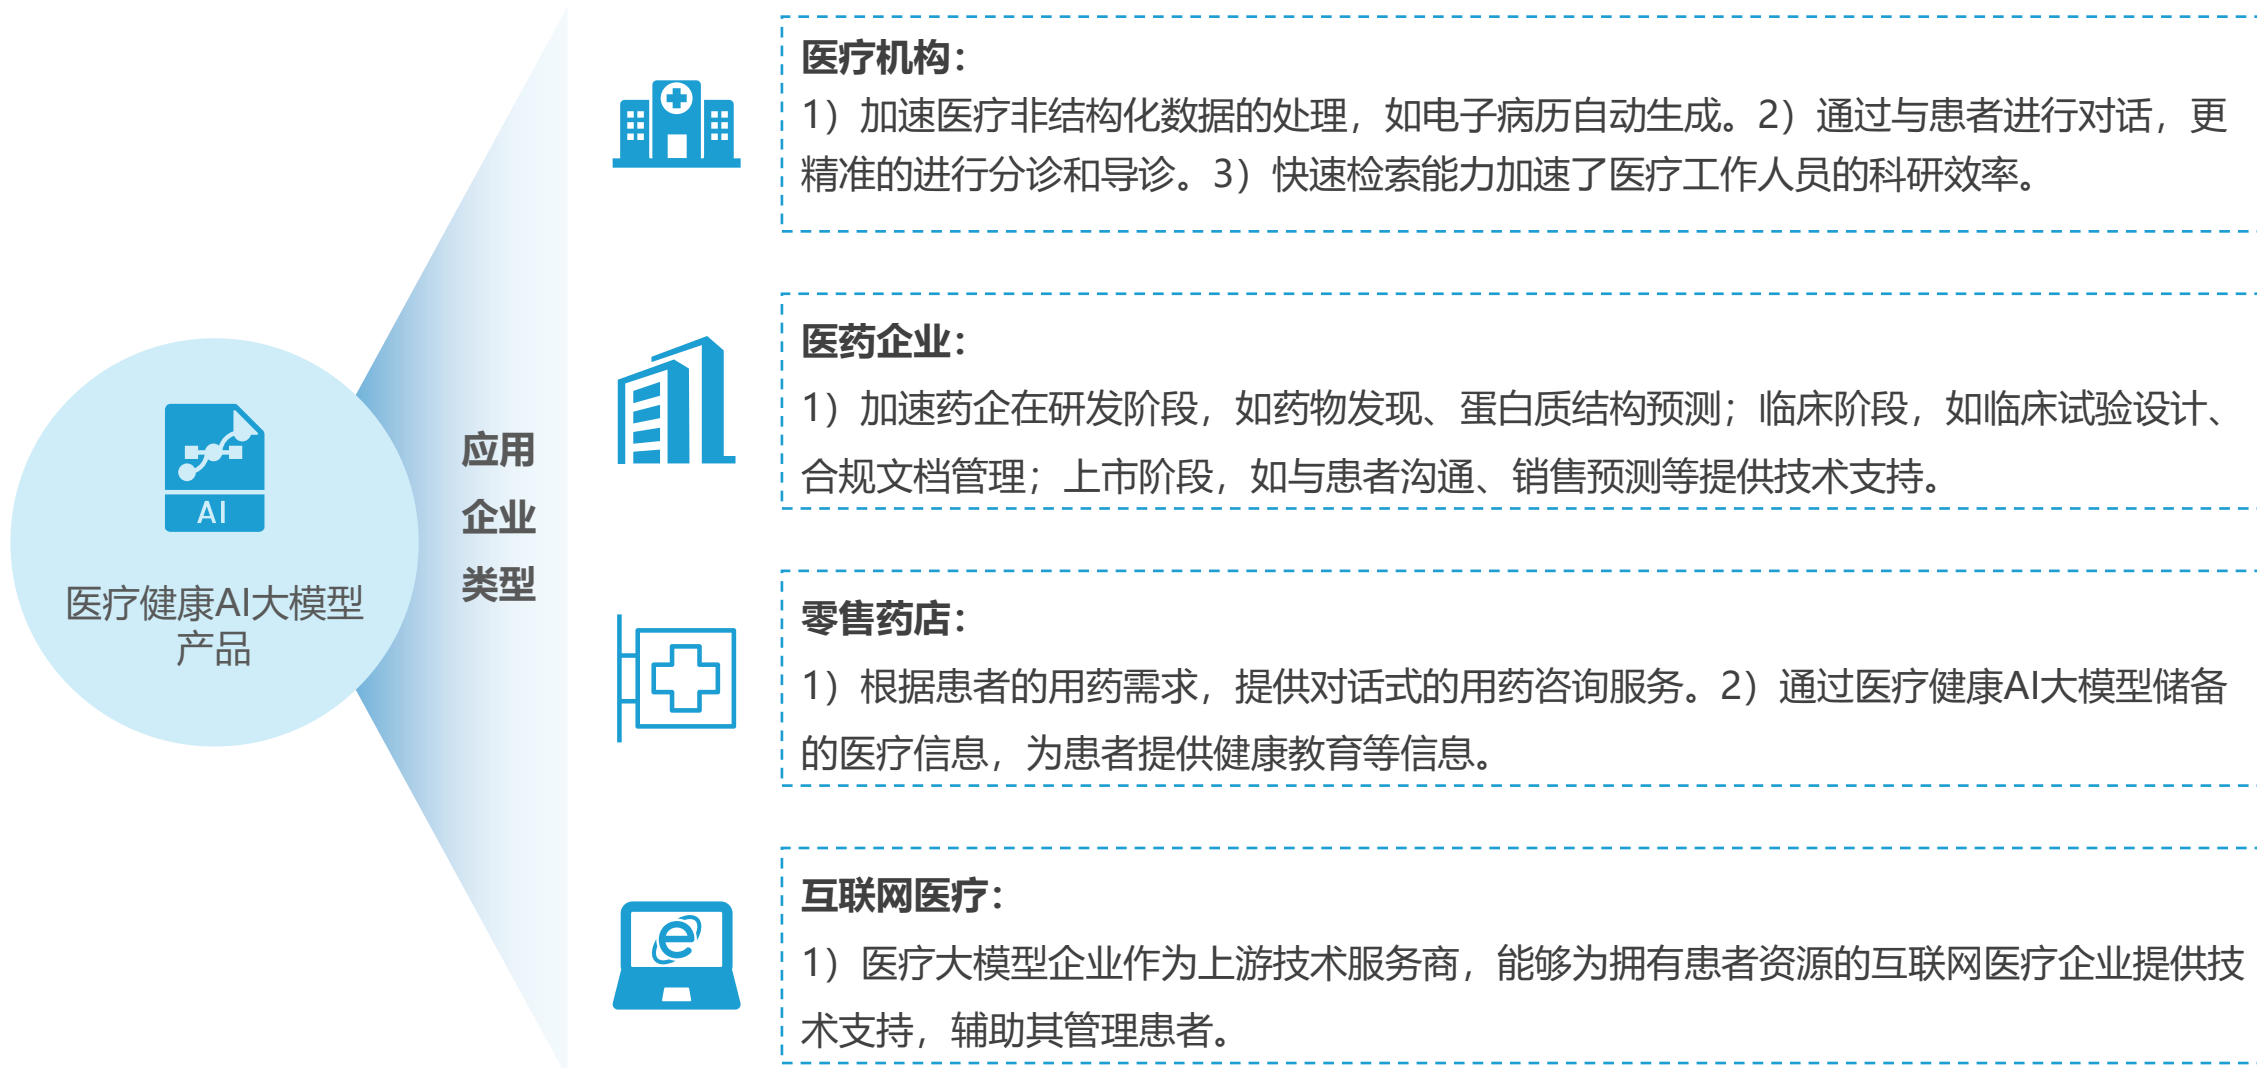 AI
医疗健康AI大模型
产品
应用
企业
类型
医疗机构：
1）加速医疗非结构化数据的处理，如电子病历自动生成。2）通过与患者进行对话，更
精准的进行分诊和导诊。3）快速检索能力加速了医疗工作人员的科研效率。
医药企业：
1）加速药企在研发阶段，如药物发现、蛋白质结构预测；临床阶段，如临床试验设计、
合规文档管理；上市阶段，如与患者沟通、销售预测等提供技术支持。
零售药店：
1）根据患者的用药需求，提供对话式的用药咨询服务。2）通过医疗健康AI大模型储备
的医疗信息，为患者提供健康教育等信息。
互联网医疗：
1）医疗大模型企业作为上游技术服务商，能够为拥有患者资源的互联网医疗企业提供技
术支持，辅助其管理患者。